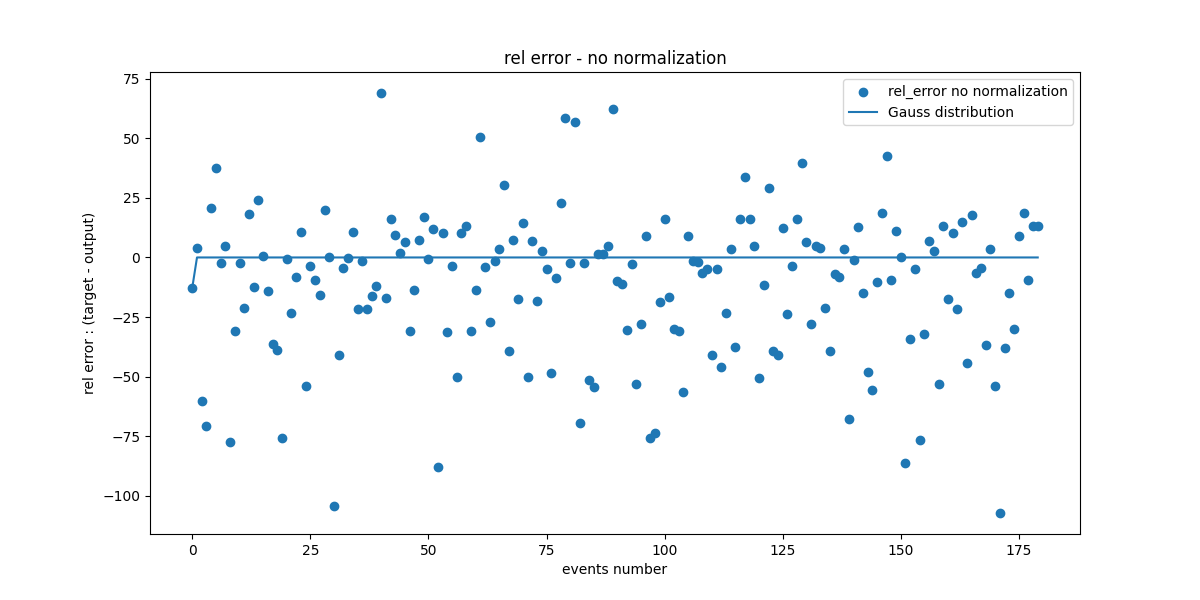 rel error - no normalization
rel_error no normalization
Gauss distribution
rel error : (target - output)
75
50
25
0
−25
−50
−75
−100
0 25 50 75 100 125 150 175
events number